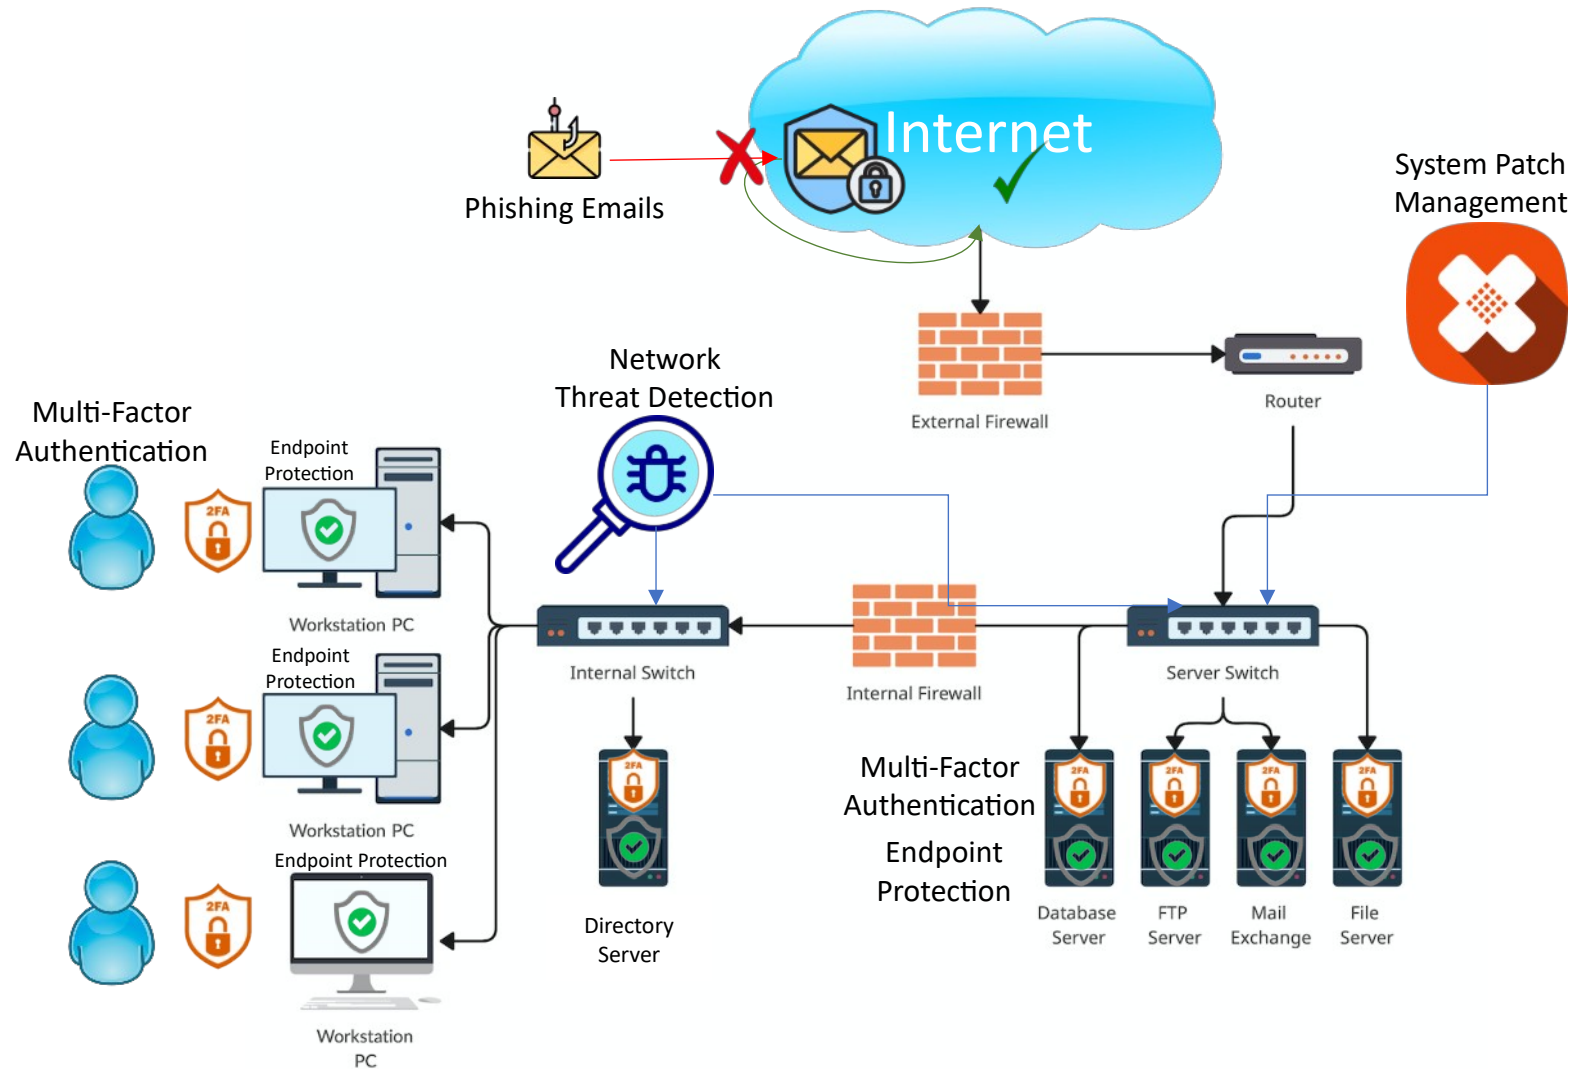 Internet
Phishing Emails
System Patch
Management
Network
Threat Detection
External Firewall
Router
Multi-Factor
Authentication
Endpoint
Protection
2FA
Workstation PC
Endpoint
Protection
2FA
Workstation PC
Endpoint Protection
2FA
Workstation
PC
Internal Switch
Internal Firewall
Server Switch
2FA
Directory
Server
Multi-Factor
Authentication
Endpoint
Protection
2FA
2FA
2FA
2FA
Database
Server
FTP
Server
Mail
Exchange
File
Server